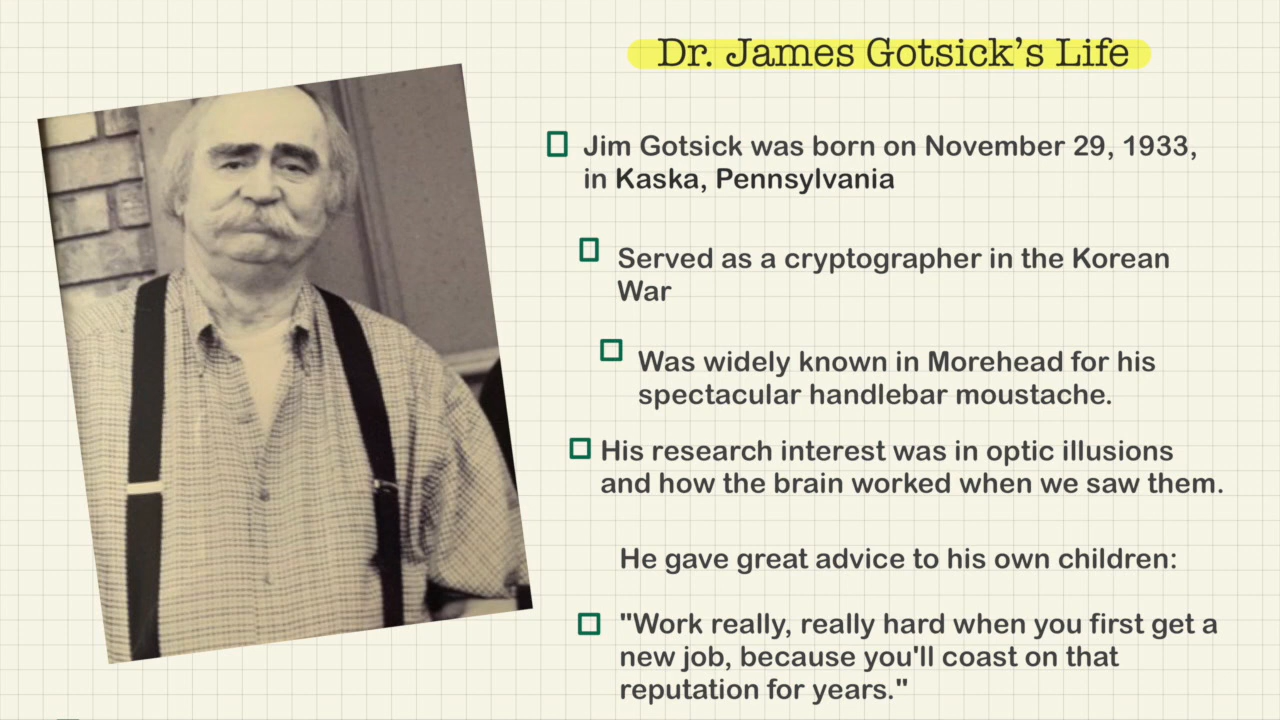 Dr. James Gotsick's Life
Jim Gotsick was born on November 29, 1933,
in Kaska, Pennsylvania
Served as a cryptographer in the Korean
War
Was widely known in Morehead for his
spectacular handlebar moustache.
His research interest was in optic illusions
and how the brain worked when we saw them.
He gave great advice to his own children:
"Work really, really hard when you first get a
new job, because you'll coast on that
reputation for years."